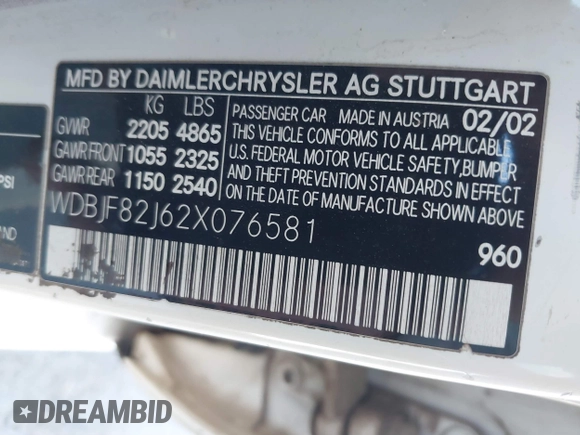 MFD BY DAIMLERCHRYSLER AG STUTTGART
KG LBS
GVWR 2205 4865
GAWR FRONT 1055 2325
GAWR REAR 1150 2540
PASSENGER CAR MADE IN AUSTRIA 02/02
THIS VEHICLE CONFORMS TO ALL APPLICABLE
U.S. FEDERAL MOTOR VEHICLE SAFETY, BUMPER
AND THEFT PREVENTION STANDARDS IN EFFECT
ON THE DATE OF MANUFACTURE SHOWN ABOVE.
WDBJF82J62X076581
960
PSI
AND
DREAMBID